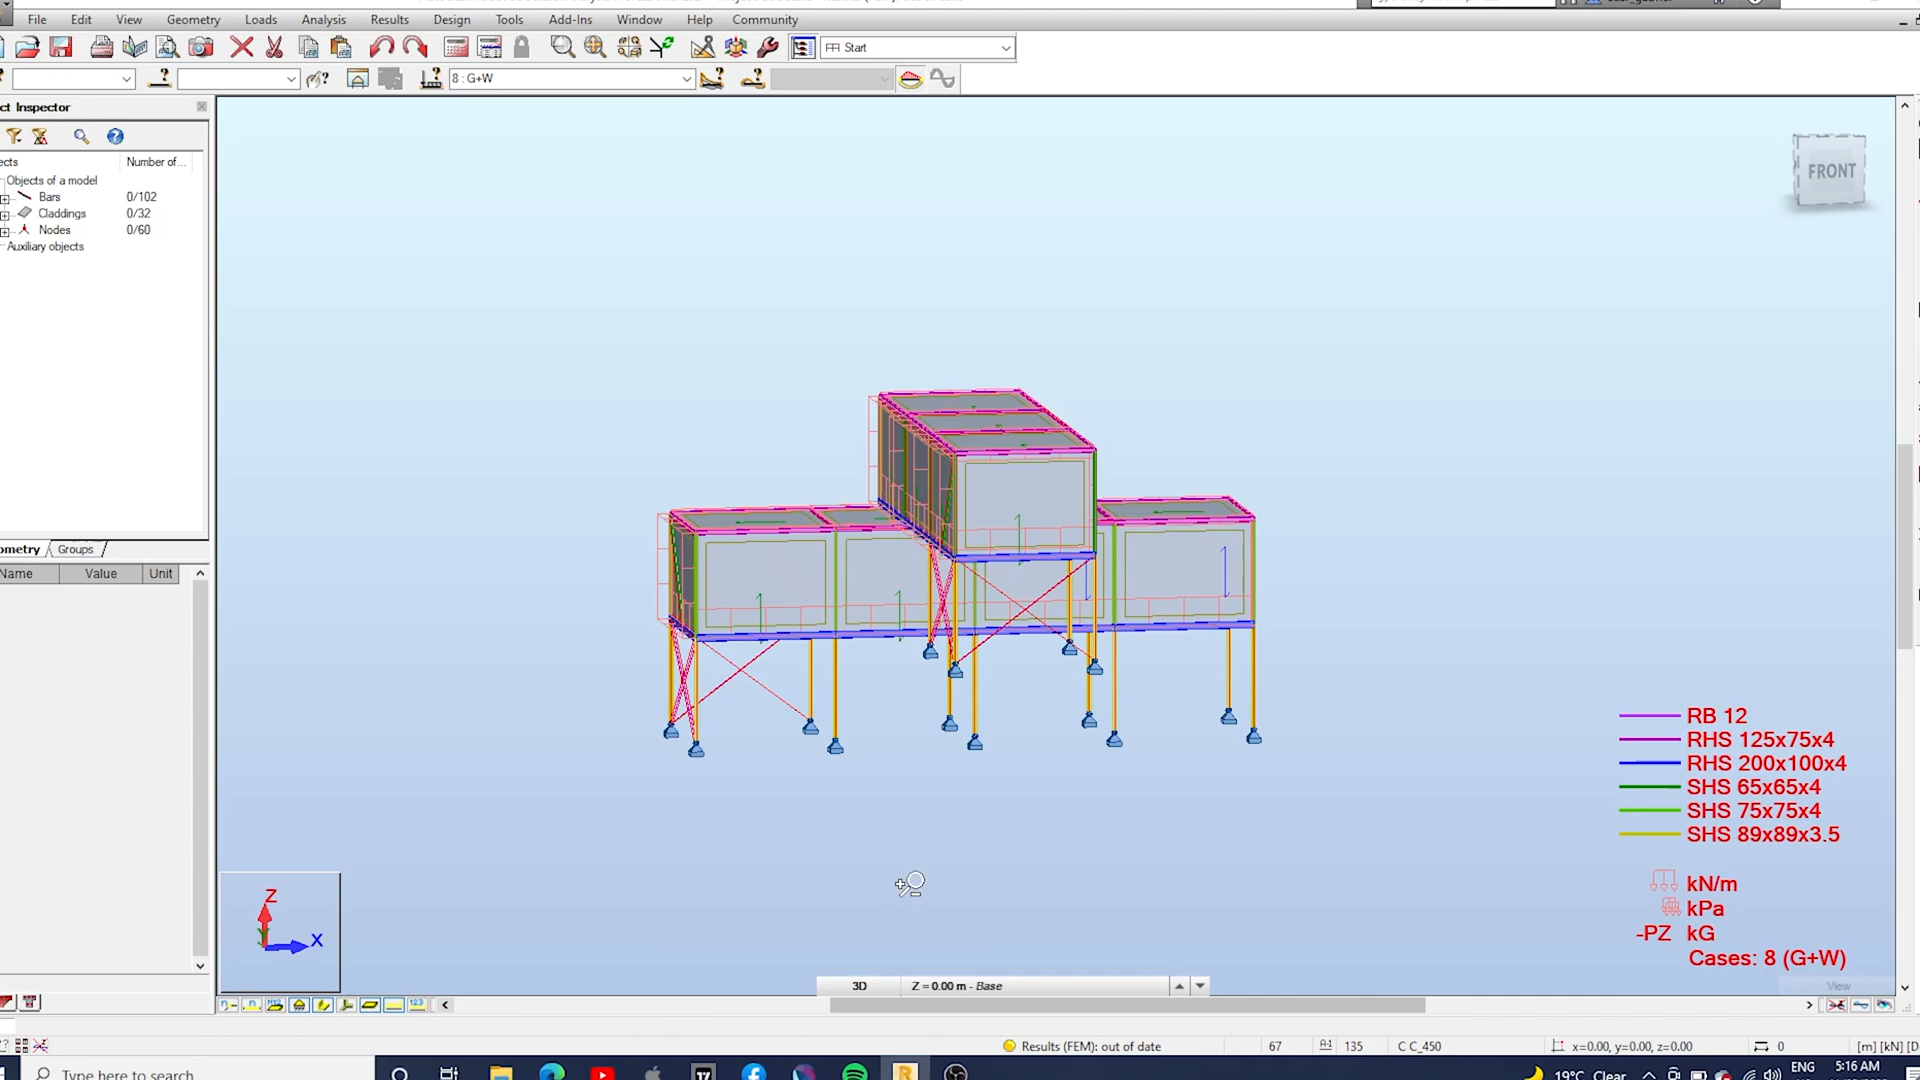 File Edit View Geometry Loads Analysis Results Design Tools Add-Ins Window Help Community
Start
8 : G+W
ct Inspector
ects Number of...
Objects of a model
Bars 0/102
Claddings 0/32
Nodes 0/60
Auxiliary objects
FRONT
ometry Groups
Name Value Unit
RB 12
RHS 125x75x4
RHS 200x100x4
SHS 65x65x4
SHS 75x75x4
SHS 89x89x3.5
kN/m
kPa
-PZ kG
Cases: 8 (G+W)
Z
X
3D Z = 0.00 m - Base
View
Results (FEM): out of date 67 135 C C_450 x=0.00, y=0.00, z=0.00 0 [m] [kN] [D
Type here to search
19°C Clear ENG 5:16 AM